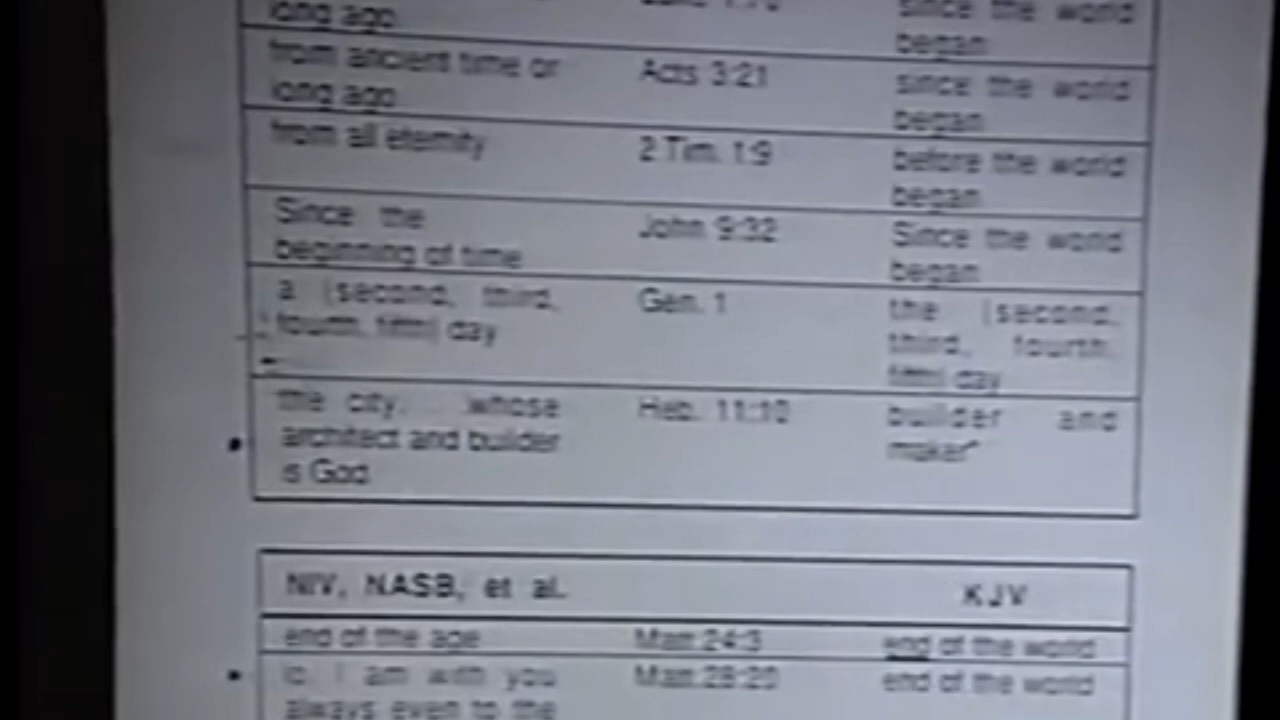 long ago Luke 1:70 since the world
began
from ancient time or Acts 3:21 since the world
long ago began
from all eternity 2 Tim. 1:9 before the world
began
Since the John 9:32 Since the world
beginning of time began
a (second, third, Gen. 1 the (second,
fourth, fifth) day third, fourth,
fifth) day
the city. . .whose Heb. 11:10 builder and
architect and builder maker
is God
NIV, NASB, et al. KJV
end of the age Matt 24:3 end of the world
lo, I am with you Matt 28:20 end of the world
always even to the